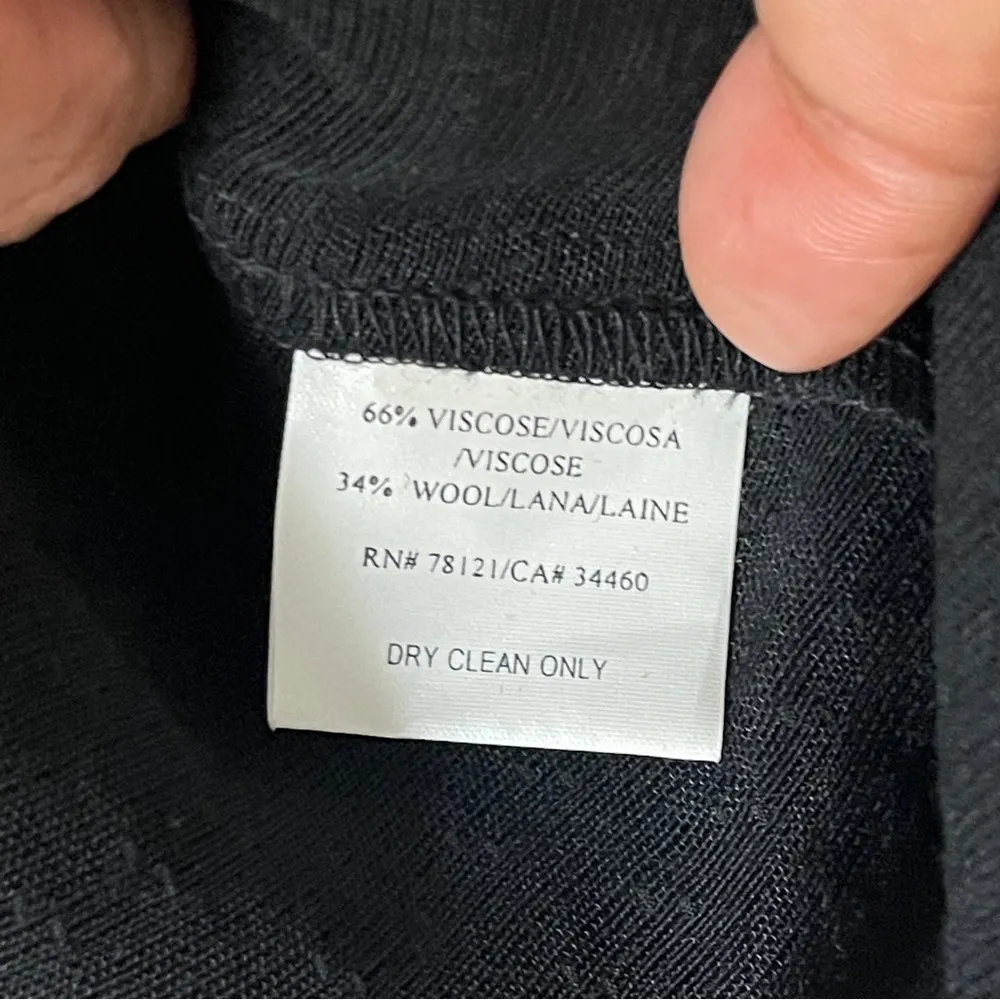 66% VISCOSE/VISCOSA
/VISCOSE
34% WOOL/LANA/LAINE
RN# 78121/CA# 34460
DRY CLEAN ONLY